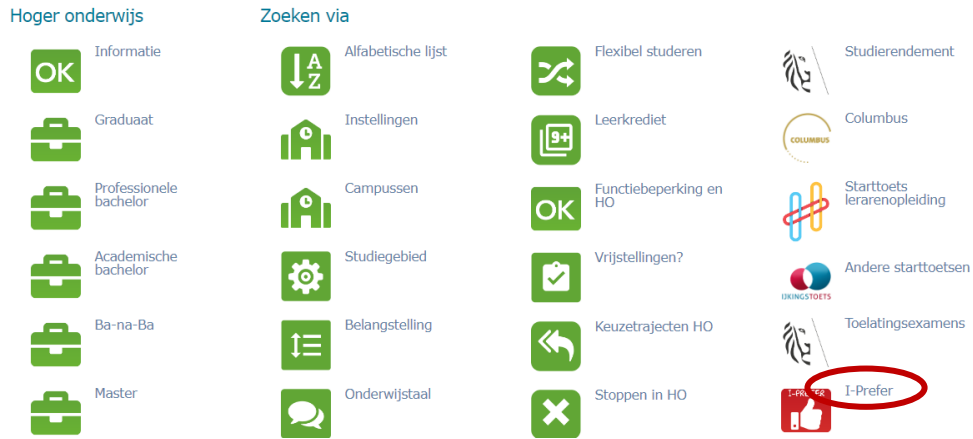 Hoger onderwijs
Zoeken via
OK
Informatie
A
Z
Alfabetische lijst
Flexibel studeren
Studierendement
Graduaat
Instellingen
9+
Leerkrediet
COLUMBUS
Columbus
Professionele
bachelor
Campussen
OK
Functiebeperking en
HO
Starttoets
lerarenopleiding
Academische
bachelor
Studiegebied
Vrijstellingen?
IJKINGSTOETS
Andere starttoetsen
Ba-na-Ba
Belangstelling
Keuzetrajecten HO
Toelatingsexamens
Master
Onderwijstaal
Stoppen in HO
I-PREFER
I-Prefer